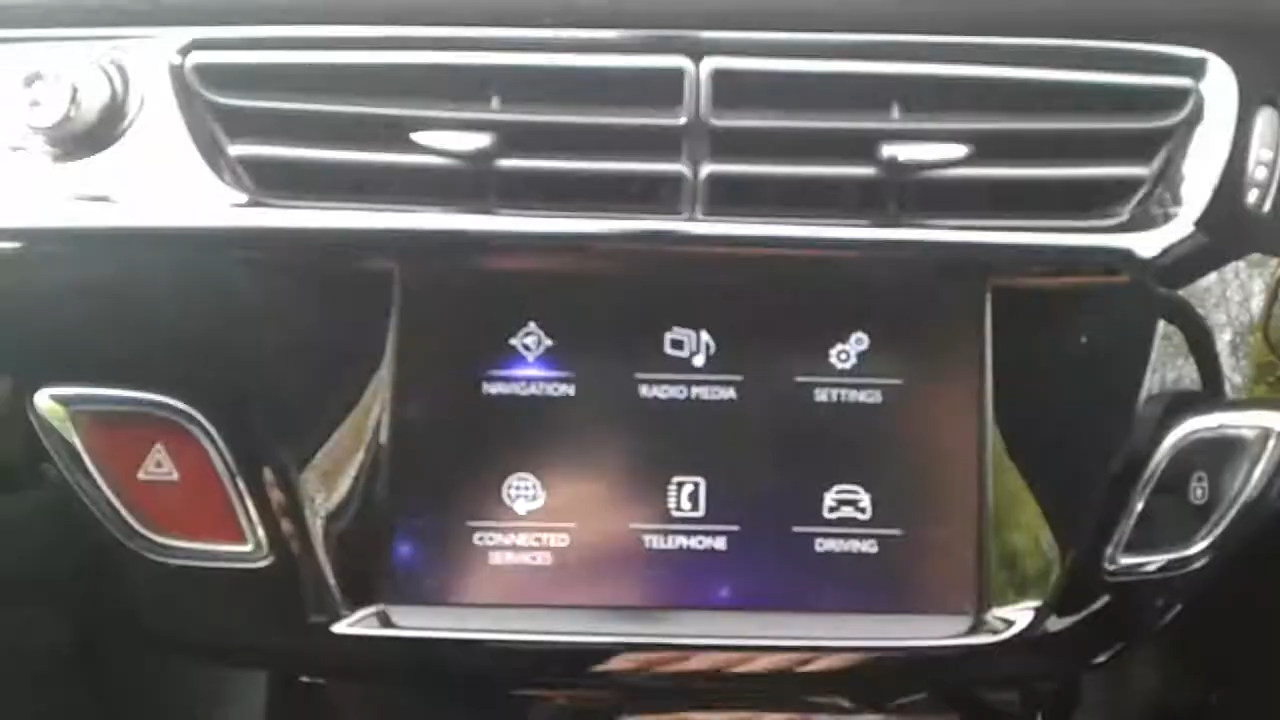 NAVIGATION
RADIO MEDIA
SETTINGS
CONNECTED
SERVICES
TELEPHONE
DRIVING